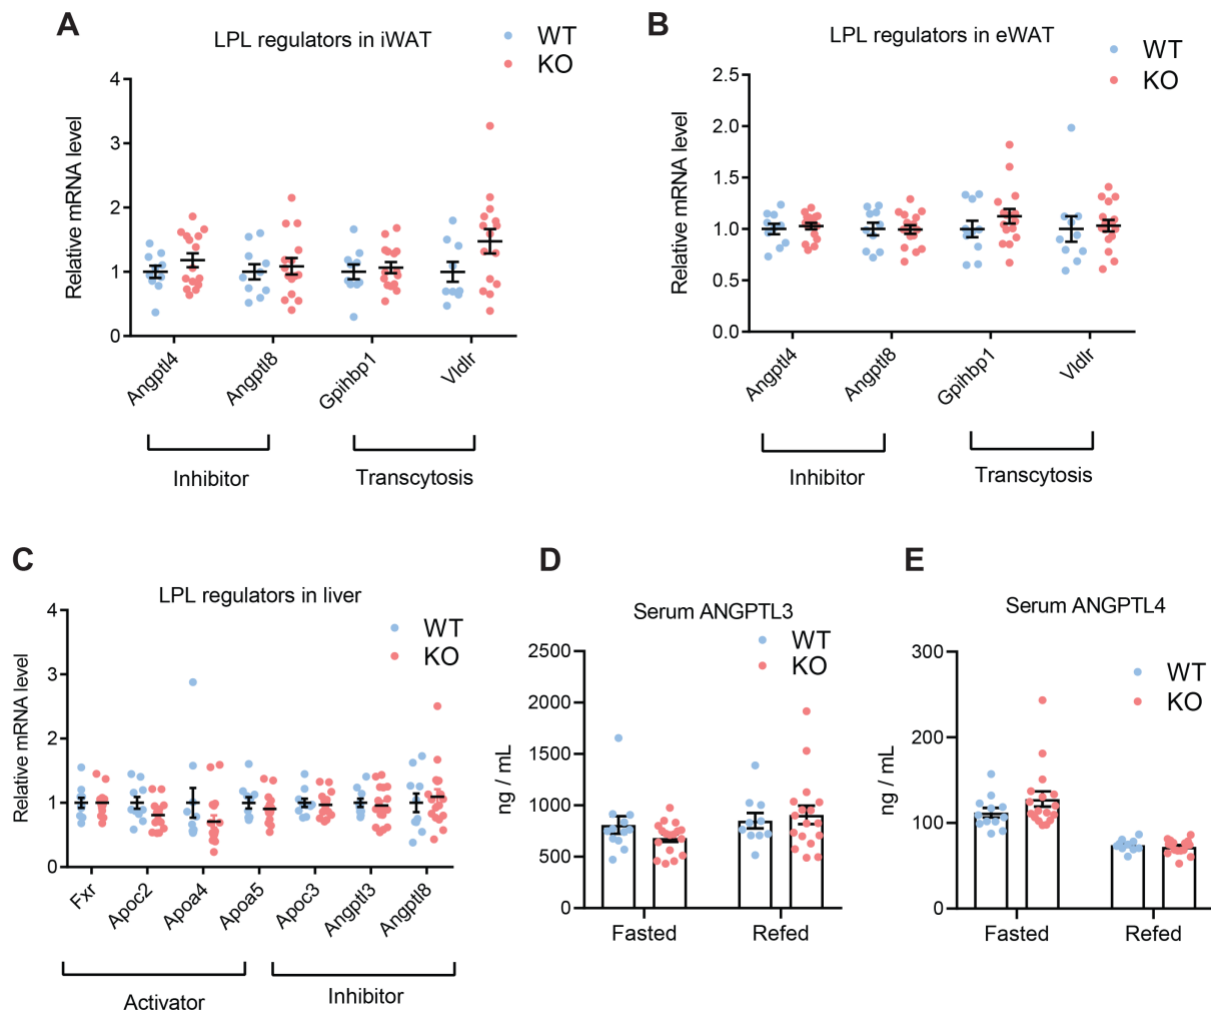 A
LPL regulators in iWAT
WT
KO
Relative mRNA level
4
3
2
1
0
Angptl4
Angptl8
Gpihbp1
Vldlr
Inhibitor
Transcytosis
B
LPL regulators in eWAT
WT
KO
Relative mRNA level
2.5
2.0
1.5
1.0
0.5
0.0
Angptl4
Angptl8
Gpihbp1
Vldlr
Inhibitor
Transcytosis
C
LPL regulators in liver
WT
KO
Relative mRNA level
4
3
2
1
0
Fxr
Apoc2
Apoa4
Apoa5
Apoc3
Angptl3
Angptl8
Activator
Inhibitor
D
Serum ANGPTL3
WT
KO
ng / mL
2500
2000
1500
1000
500
0
Fasted
Refed
E
Serum ANGPTL4
WT
KO
ng / mL
300
200
100
0
Fasted
Refed